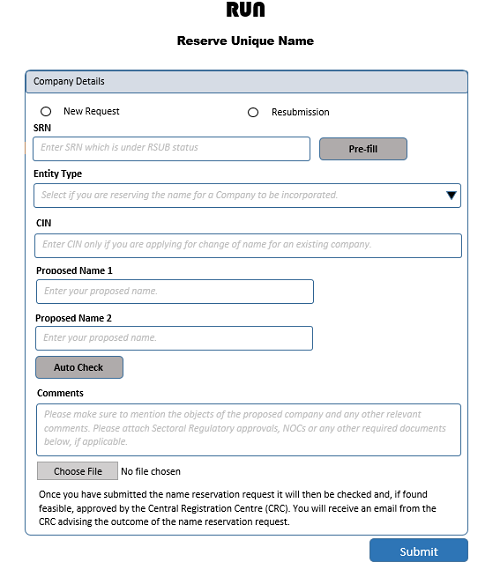 RUN
Reserve Unique Name
Company Details
New Request Resubmission
SRN
Enter SRN which is under RSUB status Pre-fill
Entity Type
Select if you are reserving the name for a Company to be incorporated.
CIN
Enter CIN only if you are applying for change of name for an existing company.
Proposed Name 1
Enter your proposed name.
Proposed Name 2
Enter your proposed name.
Auto Check
Comments
Please make sure to mention the objects of the proposed company and any other relevant
comments. Please attach Sectoral Regulatory approvals, NOCs or any other required documents
below, if applicable.
Choose File No file chosen
Once you have submitted the name reservation request it will then be checked and, if found
feasible, approved by the Central Registration Centre (CRC). You will receive an email from the
CRC advising the outcome of the name reservation request.
Submit